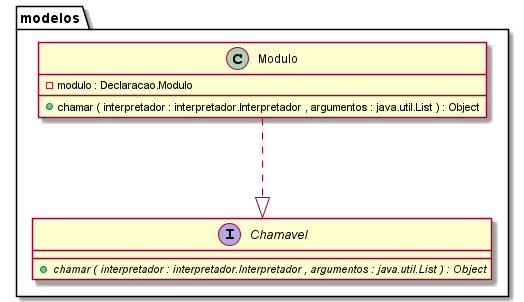 modelos
C Modulo
modulo : Declaracao.Modulo
chamar ( interpretador : interpretador.Interpretador , argumentos : java.util.List ) : Object
I Chamavel
chamar ( interpretador : interpretador.Interpretador , argumentos : java.util.List ) : Object